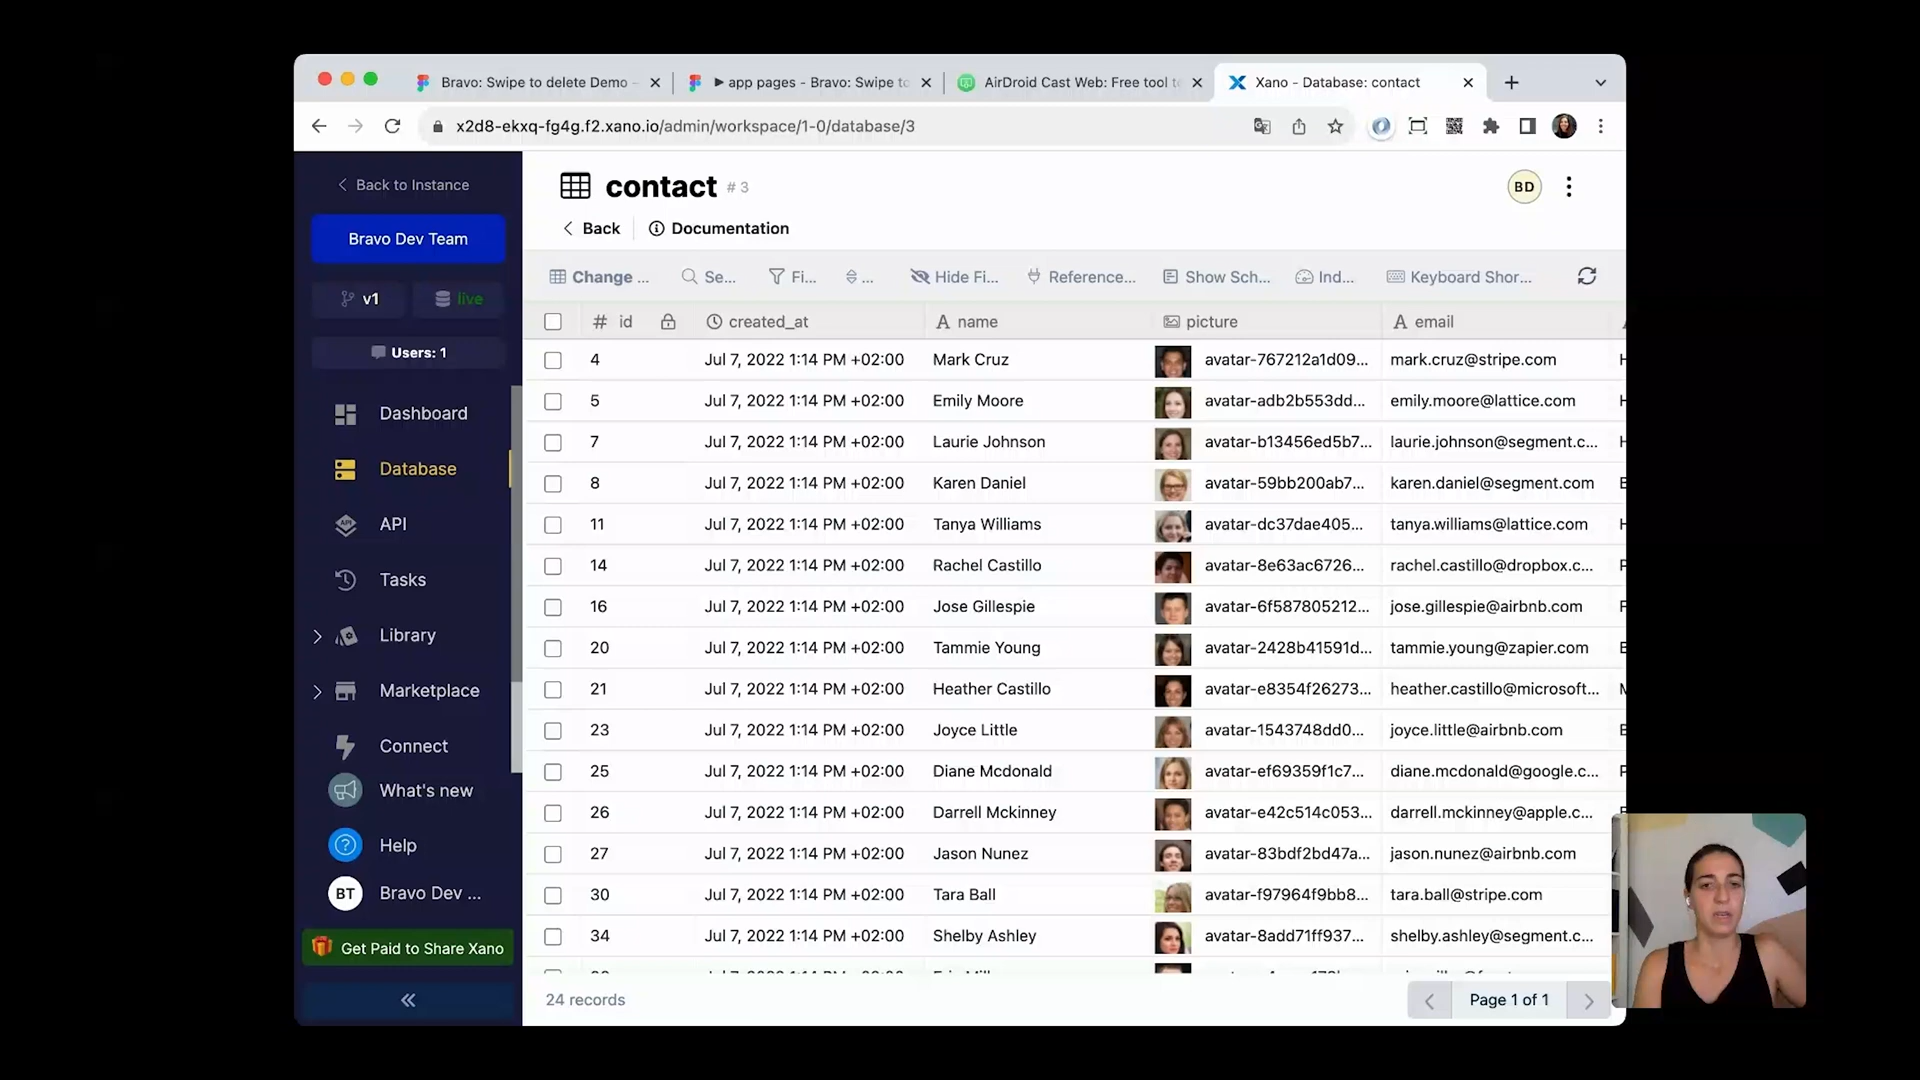 Bravo: Swipe to delete Demo -
▶ app pages - Bravo: Swipe to
AirDroid Cast Web: Free tool to
Xano - Database: contact
x2d8-ekxq-fg4g.f2.xano.io/admin/workspace/1-0/database/3
Back to Instance
Bravo Dev Team
v1
live
Users: 1
Dashboard
Database
API
Tasks
Library
Marketplace
Connect
What's new
Help
BT Bravo Dev ...
Get Paid to Share Xano
contact # 3
BD
Back
Documentation
Change ... Se... Fi... ... Hide Fi... Reference... Show Sch... Ind... Keyboard Shor...
# id created_at A name picture A email
4 Jul 7, 2022 1:14 PM +02:00 Mark Cruz avatar-767212a1d09... mark.cruz@stripe.com
5 Jul 7, 2022 1:14 PM +02:00 Emily Moore avatar-adb2b553dd... emily.moore@lattice.com
7 Jul 7, 2022 1:14 PM +02:00 Laurie Johnson avatar-b13456ed5b7... laurie.johnson@segment.c...
8 Jul 7, 2022 1:14 PM +02:00 Karen Daniel avatar-59bb200ab7... karen.daniel@segment.com
11 Jul 7, 2022 1:14 PM +02:00 Tanya Williams avatar-dc37dae405... tanya.williams@lattice.com
14 Jul 7, 2022 1:14 PM +02:00 Rachel Castillo avatar-8e63ac6726... rachel.castillo@dropbox.c...
16 Jul 7, 2022 1:14 PM +02:00 Jose Gillespie avatar-6f587805212... jose.gillespie@airbnb.com
20 Jul 7, 2022 1:14 PM +02:00 Tammie Young avatar-2428b41591d... tammie.young@zapier.com
21 Jul 7, 2022 1:14 PM +02:00 Heather Castillo avatar-e8354f26273... heather.castillo@microsoft...
23 Jul 7, 2022 1:14 PM +02:00 Joyce Little avatar-1543748dd0... joyce.little@airbnb.com
25 Jul 7, 2022 1:14 PM +02:00 Diane Mcdonald avatar-ef69359f1c7... diane.mcdonald@google.c...
26 Jul 7, 2022 1:14 PM +02:00 Darrell Mckinney avatar-e42c514c053... darrell.mckinney@apple.c...
27 Jul 7, 2022 1:14 PM +02:00 Jason Nunez avatar-83bdf2bd47a... jason.nunez@airbnb.com
30 Jul 7, 2022 1:14 PM +02:00 Tara Ball avatar-f97964f9bb8... tara.ball@stripe.com
34 Jul 7, 2022 1:14 PM +02:00 Shelby Ashley avatar-8add71ff937... shelby.ashley@segment.c...
24 records
Page 1 of 1